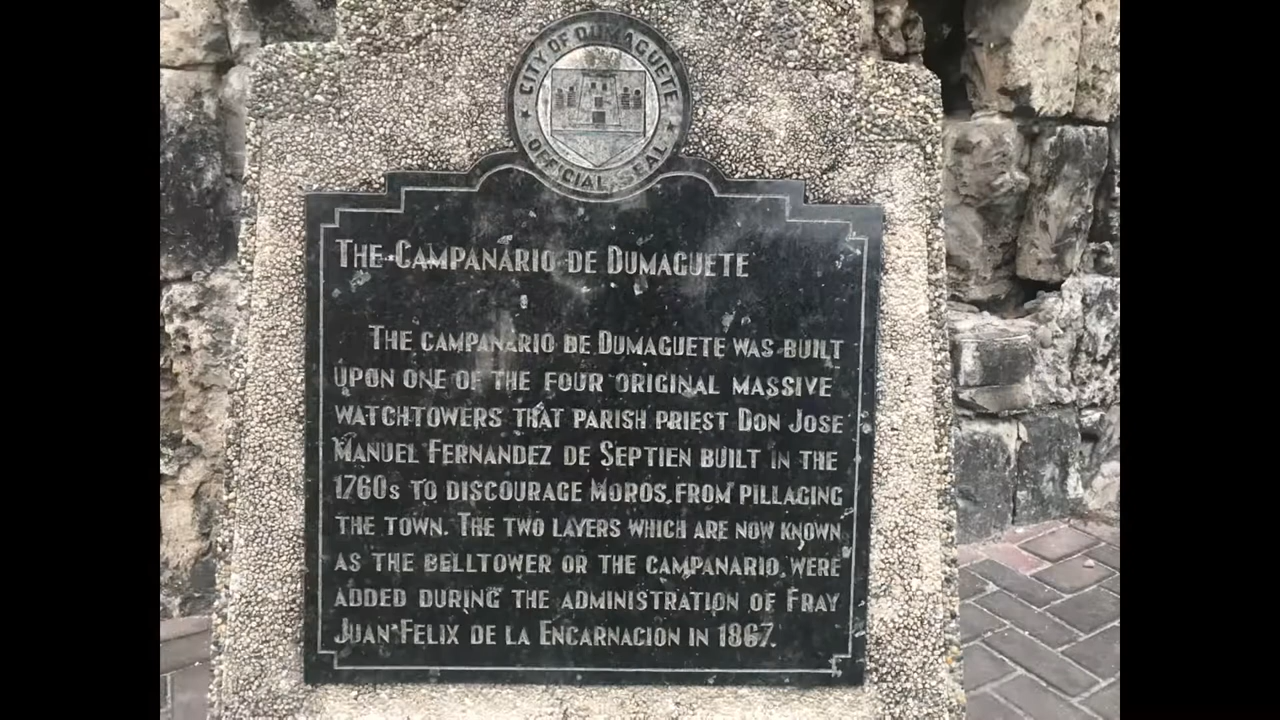 CITY OF DUMAGUETE
OFFICIAL SEAL
THE CAMPANARIO DE DUMAGUETE
THE CAMPANARIO DE DUMAGUETE WAS BUILT
UPON ONE OF THE FOUR ORIGINAL MASSIVE
WATCHTOWERS THAT PARISH PRIEST DON JOSE
MANUEL FERNANDEZ DE SEPTIEN BUILT IN THE
1760s TO DISCOURAGE MOROS FROM PILLAGING
THE TOWN. THE TWO LAYERS WHICH ARE NOW KNOWN
AS THE BELLTOWER OR THE CAMPANARIO, WERE
ADDED DURING THE ADMINISTRATION OF FRAY
JUAN FELIX DE LA ENCARNACION IN 1867.